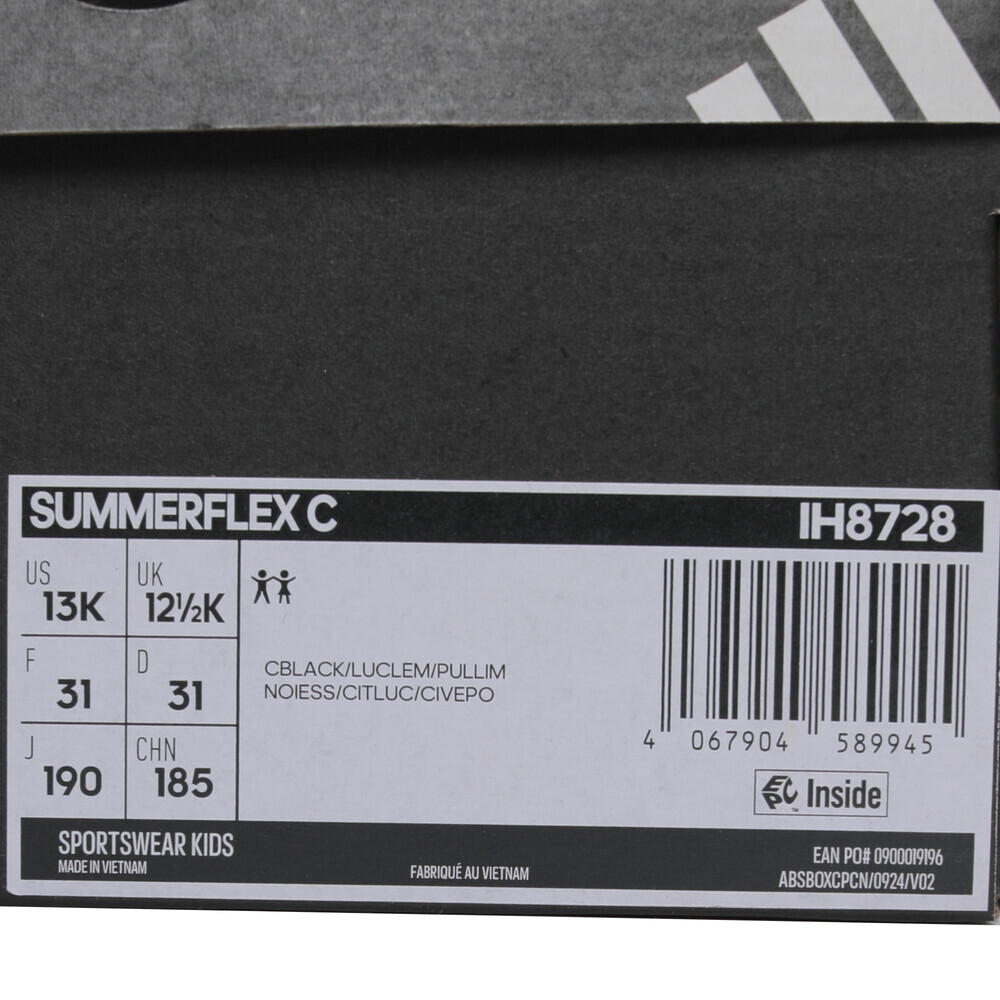 SUMMERFLEX C
IH8728
US
13K
UK
12½K
F
31
D
31
J
190
CHN
185
CBLACK/LUCLEM/PULLIM
NOIESS/CITLUC/CIVEPO
4 067904 589945
EPC™ Inside
SPORTSWEAR KIDS
MADE IN VIETNAM
FABRIQUÉ AU VIETNAM
EAN PO# 0900019196
ABSBOXCPCN/0924/V02